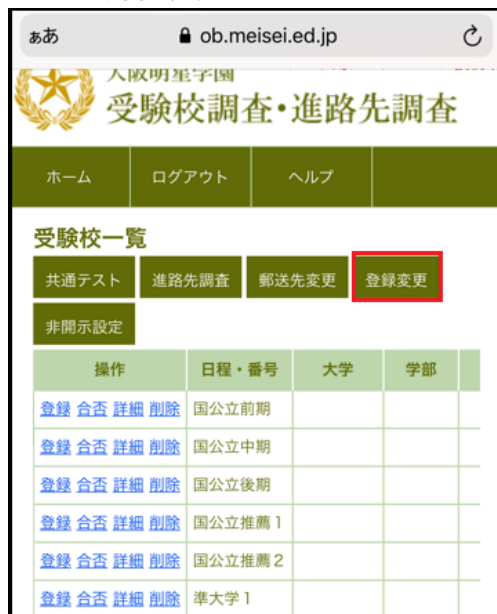 ぁあ ob.meisei.ed.jp
大阪明星学園
受験校調査・進路先調査
ホーム ログアウト ヘルプ
受験校一覧
共通テスト 進路先調査 郵送先変更 登録変更
非開示設定
操作 日程・番号 大学 学部
登録 合否 詳細 削除 国公立前期
登録 合否 詳細 削除 国公立中期
登録 合否 詳細 削除 国公立後期
登録 合否 詳細 削除 国公立推薦1
登録 合否 詳細 削除 国公立推薦2
登録 合否 詳細 削除 準大学1